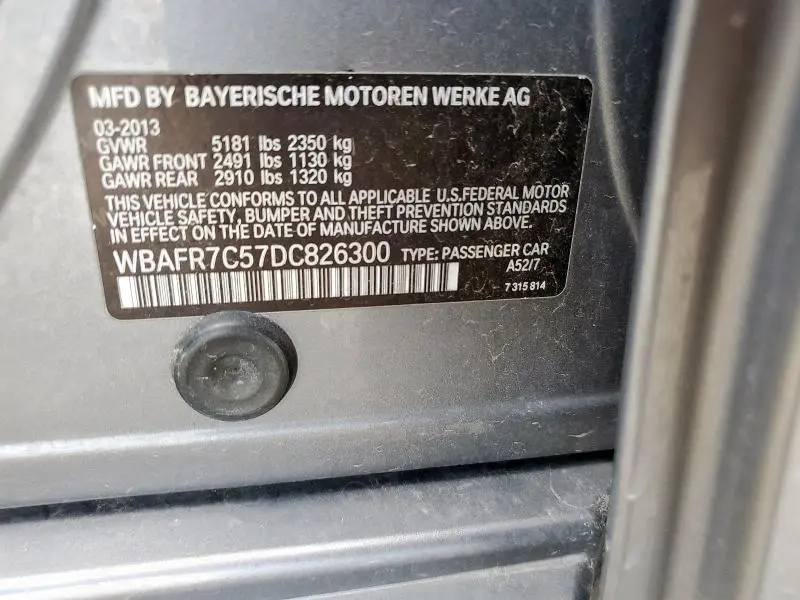 MFD BY BAYERISCHE MOTOREN WERKE AG
03-2013
GVWR 5181 lbs 2350 kg
GAWR FRONT 2491 lbs 1130 kg
GAWR REAR 2910 lbs 1320 kg
THIS VEHICLE CONFORMS TO ALL APPLICABLE U.S.FEDERAL MOTOR
VEHICLE SAFETY, BUMPER AND THEFT PREVENTION STANDARDS
IN EFFECT ON THE DATE OF MANUFACTURE SHOWN ABOVE.
WBAFR7C57DC826300 TYPE: PASSENGER CAR
A52/7
7 315 814